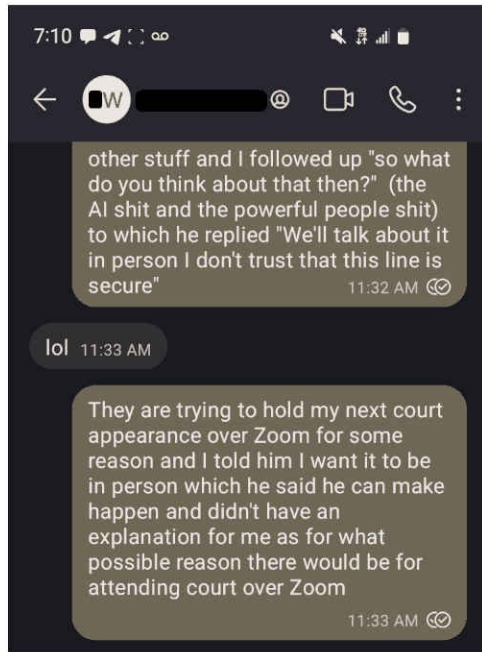 7:10
W
other stuff and I followed up "so what
do you think about that then?" (the
AI shit and the powerful people shit)
to which he replied "We'll talk about it
in person I don't trust that this line is
secure"
11:32 AM
lol 11:33 AM
They are trying to hold my next court
appearance over Zoom for some
reason and I told him I want it to be
in person which he said he can make
happen and didn't have an
explanation for me as for what
possible reason there would be for
attending court over Zoom
11:33 AM